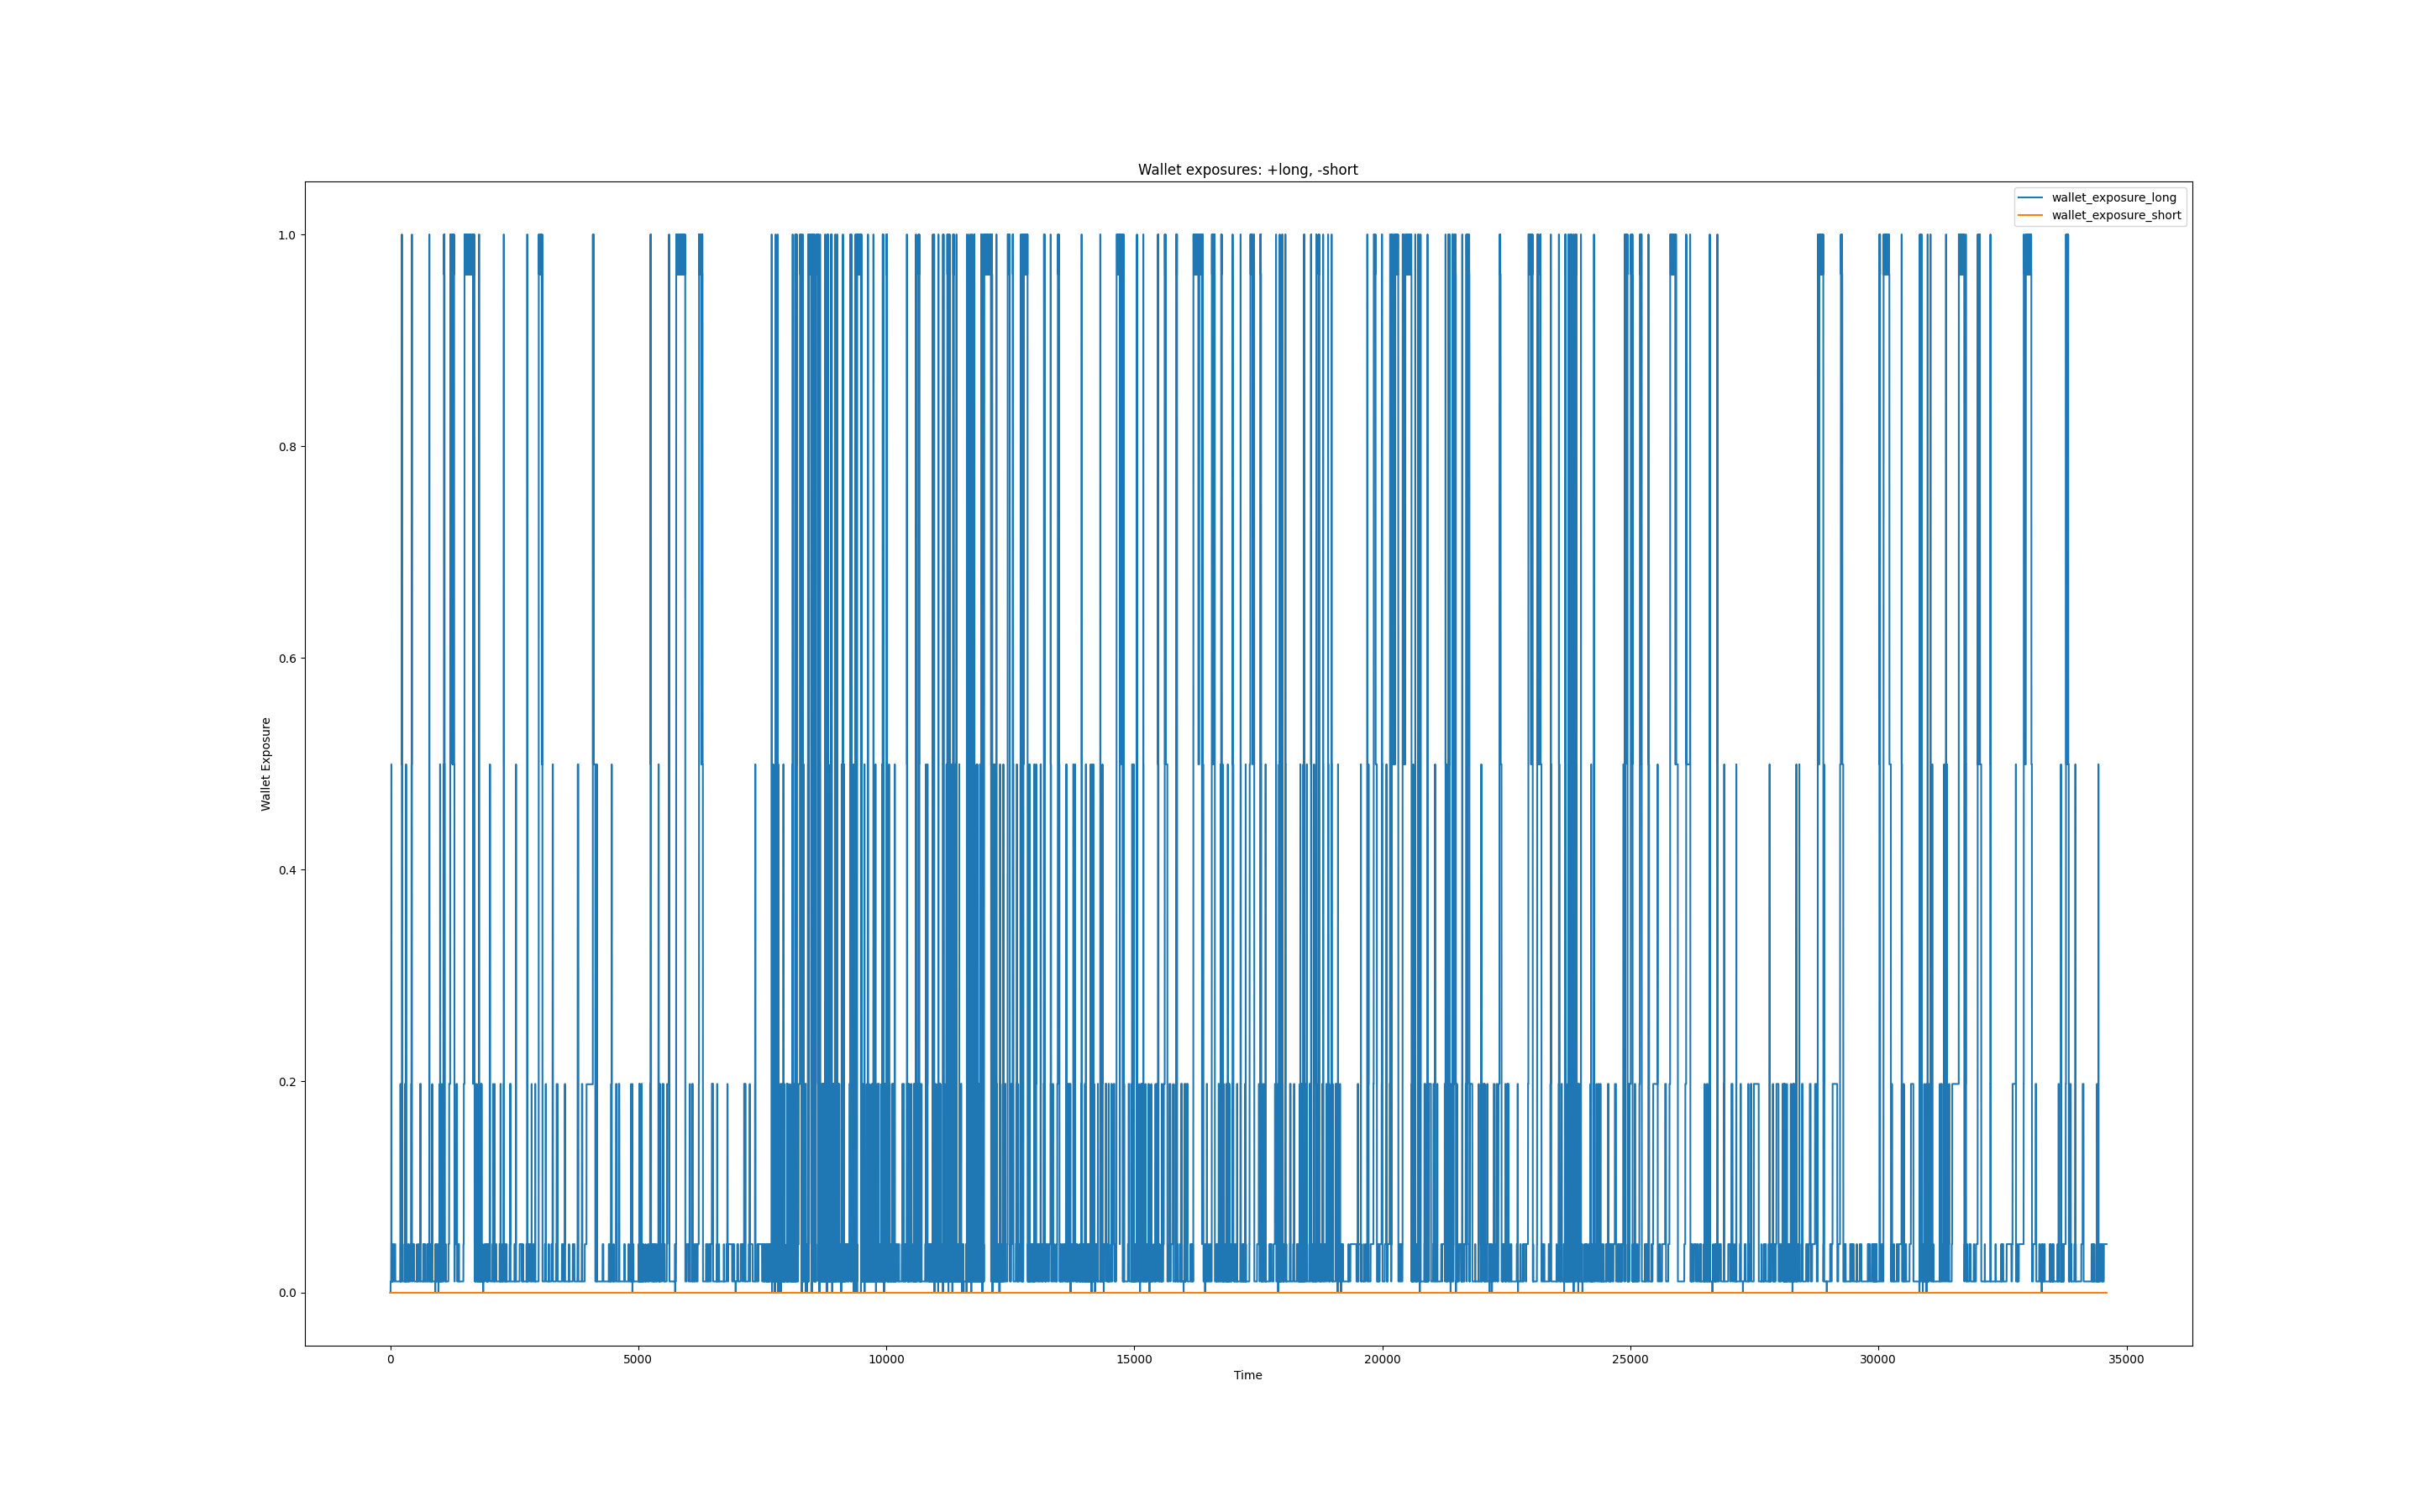 Wallet exposures: +long, -short
wallet_exposure_long
wallet_exposure_short
1.0
0.8
0.6
0.4
0.2
0.0
Wallet Exposure
0 5000 10000 15000 20000 25000 30000 35000
Time